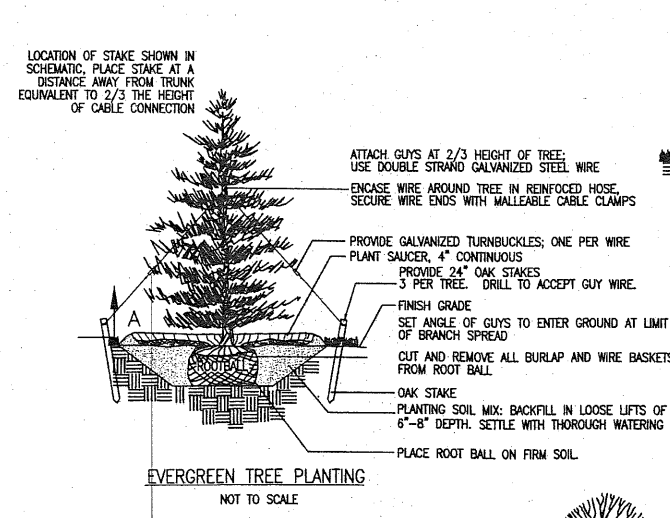 LOCATION OF STAKE SHOWN IN
SCHEMATIC, PLACE STAKE AT A
DISTANCE AWAY FROM TRUNK
EQUIVALENT TO 2/3 THE HEIGHT
OF CABLE CONNECTION
ATTACH GUYS AT 2/3 HEIGHT OF TREE;
USE DOUBLE STRAND GALVANIZED STEEL WIRE
ENCASE WIRE AROUND TREE IN REINFOCED HOSE,
SECURE WIRE ENDS WITH MALLEABLE CABLE CLAMPS
PROVIDE GALVANIZED TURNBUCKLES; ONE PER WIRE
PLANT SAUCER, 4" CONTINUOUS
PROVIDE 24" OAK STAKES
3 PER TREE. DRILL TO ACCEPT GUY WIRE.
FINISH GRADE
SET ANGLE OF GUYS TO ENTER GROUND AT LIMIT
OF BRANCH SPREAD
CUT AND REMOVE ALL BURLAP AND WIRE BASKETS
FROM ROOT BALL
OAK STAKE
PLANTING SOIL MIX: BACKFILL IN LOOSE LIFTS OF
6"-8" DEPTH. SETTLE WITH THOROUGH WATERING
PLACE ROOT BALL ON FIRM SOIL
A
ROOTBALL
EVERGREEN TREE PLANTING
NOT TO SCALE